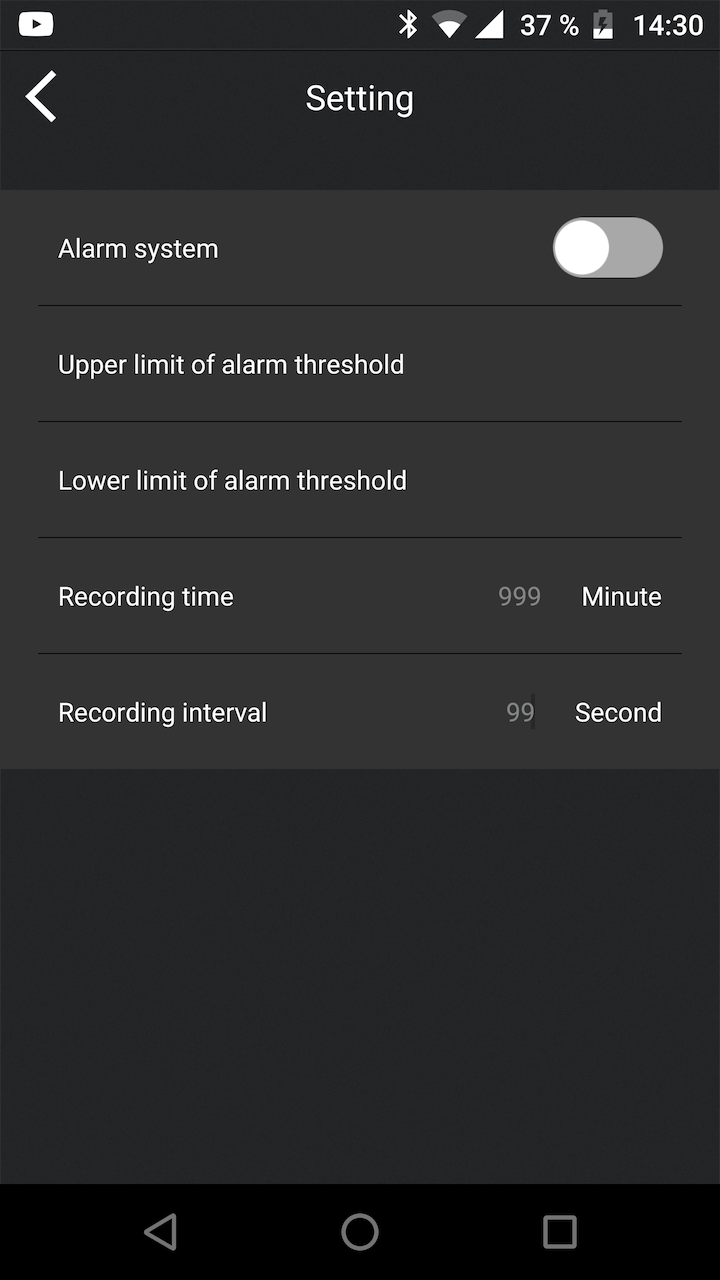 37 % 14:30
Setting
Alarm system
Upper limit of alarm threshold
Lower limit of alarm threshold
Recording time 999 Minute
Recording interval 99 Second